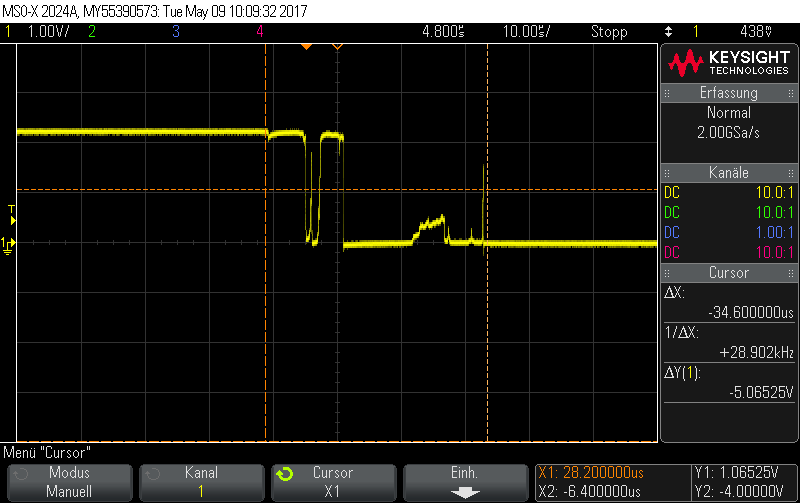 MSO-X 2024A, MY55390573: Tue May 09 10:09:32 2017
1 1.00V/ 2 3 4 4.800s/ 10.00s/ Stopp 1 438V
KEYSIGHT
TECHNOLOGIES
Erfassung
Normal
2.00GSa/s
Kanäle
DC 10.0:1
DC 10.0:1
DC 1.00:1
DC 10.0:1
Cursor
ΔX:
-34.600000us
1/ΔX:
+28.902kHz
ΔY(1):
-5.06525V
T
1
Menü "Cursor"
Modus
Manuell
Kanal
1
Cursor
X1
Einh.
X1: 28.200000us
X2: -6.400000us
Y1: 1.06525V
Y2: -4.00000V